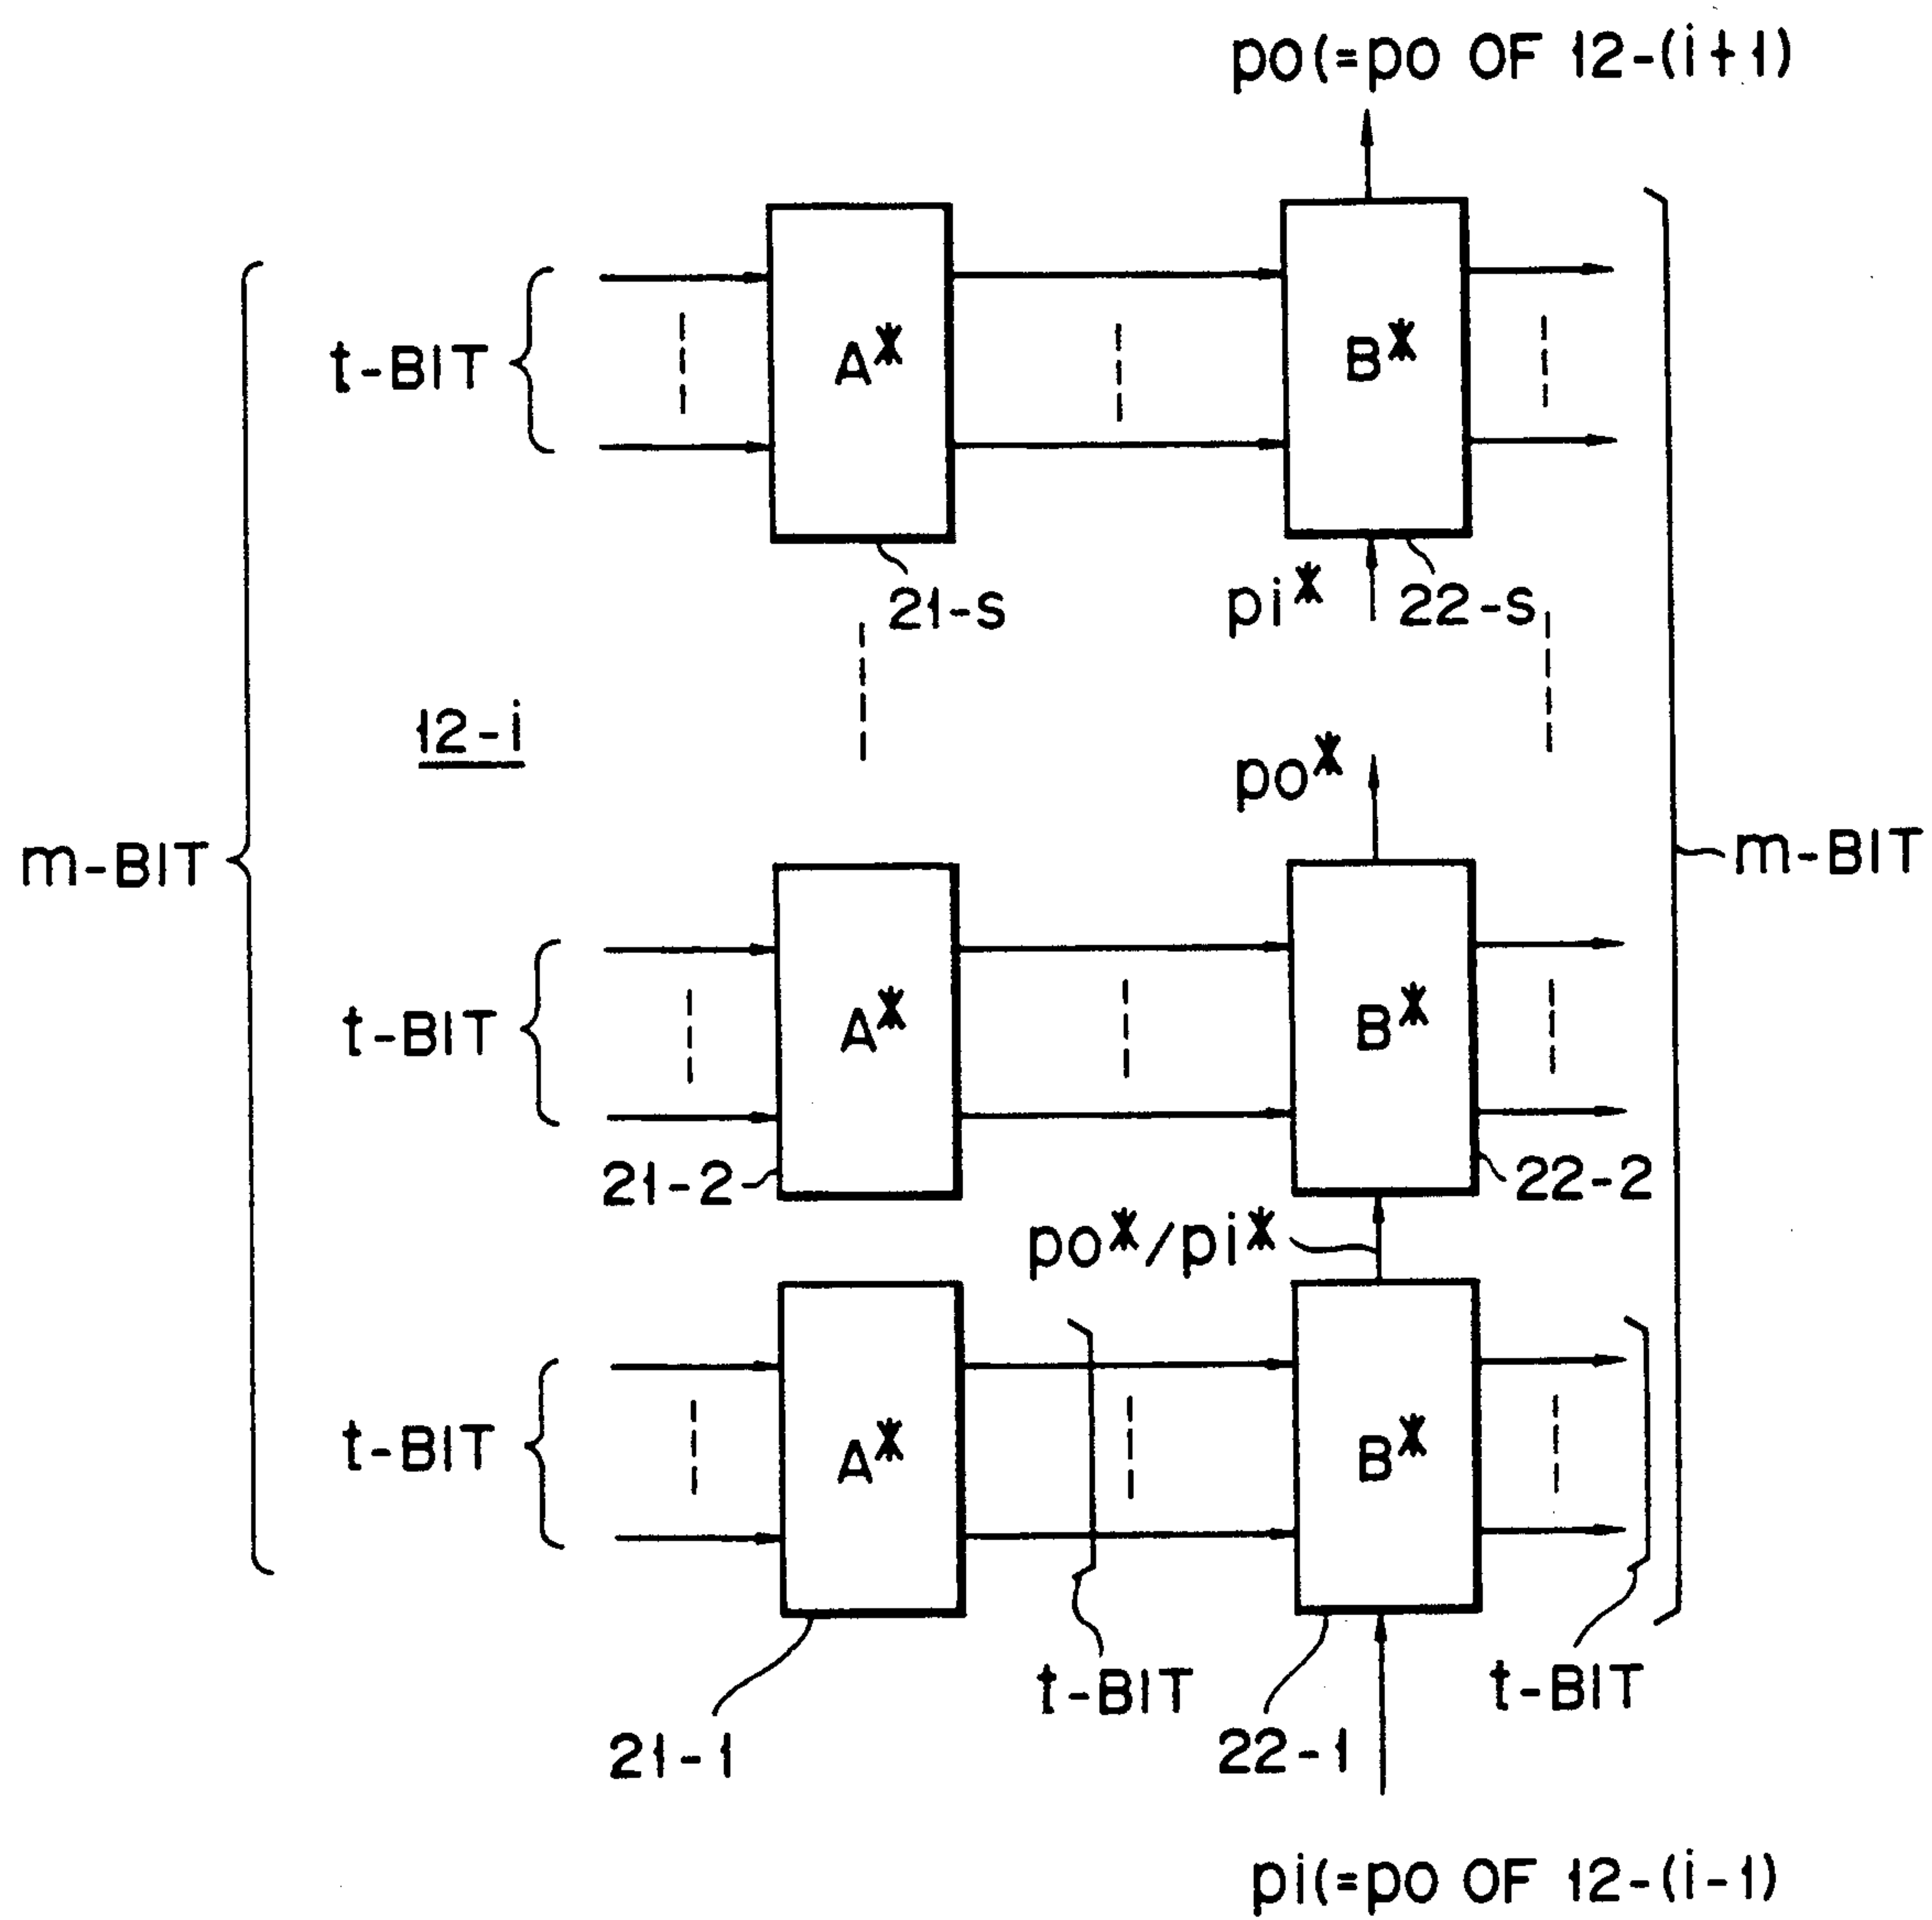 po(=po OF 12-(i+1)
t-BIT
A*
B*
21-s
pi*
22-s
12-i
po*
m-BIT
m-BIT
t-BIT
A*
B*
21-2
22-2
po*/pi*
t-BIT
A*
B*
t-BIT
t-BIT
21-1
22-1
pi(=po OF 12-(i-1)